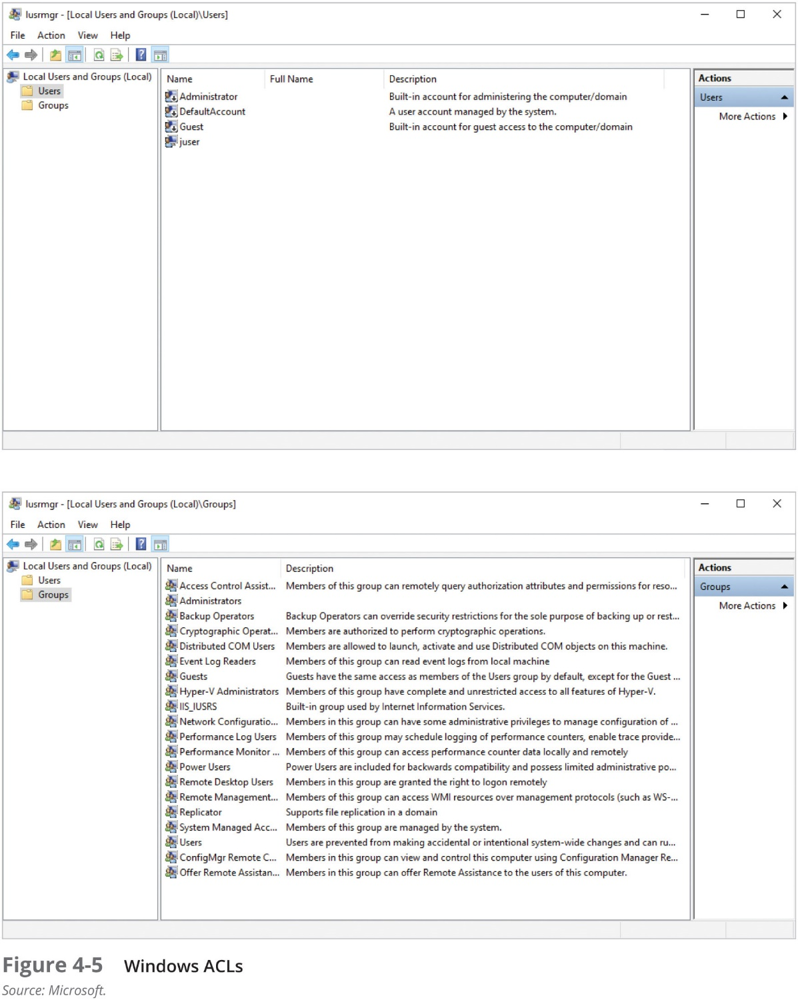 lusrmgr - [Local Users and Groups (Local)\Users]
File Action View Help
Local Users and Groups (Local)
Users
Groups
Name Full Name Description
Administrator Built-in account for administering the computer/domain
DefaultAccount A user account managed by the system.
Guest Built-in account for guest access to the computer/domain
juser
Actions
Users
More Actions
lusrmgr - [Local Users and Groups (Local)\Groups]
File Action View Help
Local Users and Groups (Local)
Users
Groups
Name Description
Access Control Assist... Members of this group can remotely query authorization attributes and permissions for reso...
Administrators
Backup Operators Backup Operators can override security restrictions for the sole purpose of backing up or rest...
Cryptographic Operat... Members are authorized to perform cryptographic operations.
Distributed COM Users Members are allowed to launch, activate and use Distributed COM objects on this machine.
Event Log Readers Members of this group can read event logs from local machine
Guests Guests have the same access as members of the Users group by default, except for the Guest ...
Hyper-V Administrators Members of this group have complete and unrestricted access to all features of Hyper-V.
IIS_IUSRS Built-in group used by Internet Information Services.
Network Configuratio... Members in this group can have some administrative privileges to manage configuration of ...
Performance Log Users Members of this group may schedule logging of performance counters, enable trace provide...
Performance Monitor ... Members of this group can access performance counter data locally and remotely
Power Users Power Users are included for backwards compatibility and possess limited administrative po...
Remote Desktop Users Members in this group are granted the right to logon remotely
Remote Management... Members of this group can access WMI resources over management protocols (such as WS-...
Replicator Supports file replication in a domain
System Managed Acc... Members of this group are managed by the system.
Users Users are prevented from making accidental or intentional system-wide changes and can ru...
ConfigMgr Remote C... Members in this group can view and control this computer using Configuration Manager Re...
Offer Remote Assistan... Members in this group can offer Remote Assistance to the users of this computer.
Actions
Groups
More Actions
Figure 4-5 Windows ACLs
Source: Microsoft.